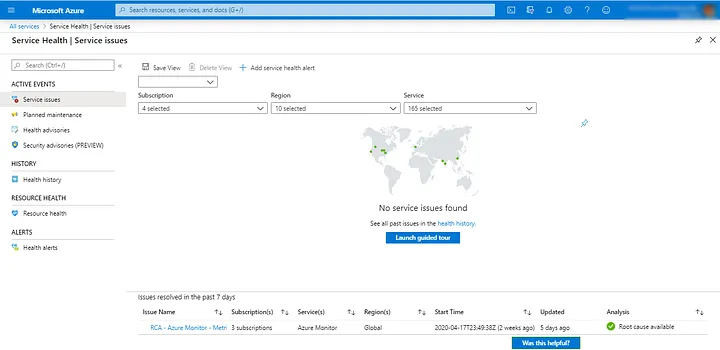 Microsoft Azure
Search resources, services, and docs (G+/)
All services > Service Health | Service issues
Service Health | Service issues
Search (Ctrl+/)
Save View
Delete View
Add service health alert
ACTIVE EVENTS
Service issues
Planned maintenance
Health advisories
Security advisories (PREVIEW)
HISTORY
Health history
RESOURCE HEALTH
Resource health
ALERTS
Health alerts
Subscription Region Service
4 selected 10 selected 165 selected
No service issues found
See all past issues in the health history.
Launch guided tour
Issues resolved in the past 7 days
Issue Name Subscription(s) Service(s) Region(s) Start Time Updated Analysis
RCA - Azure Monitor - Metri 3 subscriptions Azure Monitor Global 2020-04-17T23:49:38Z (2 weeks ago) 5 days ago Root cause available
Was this helpful?